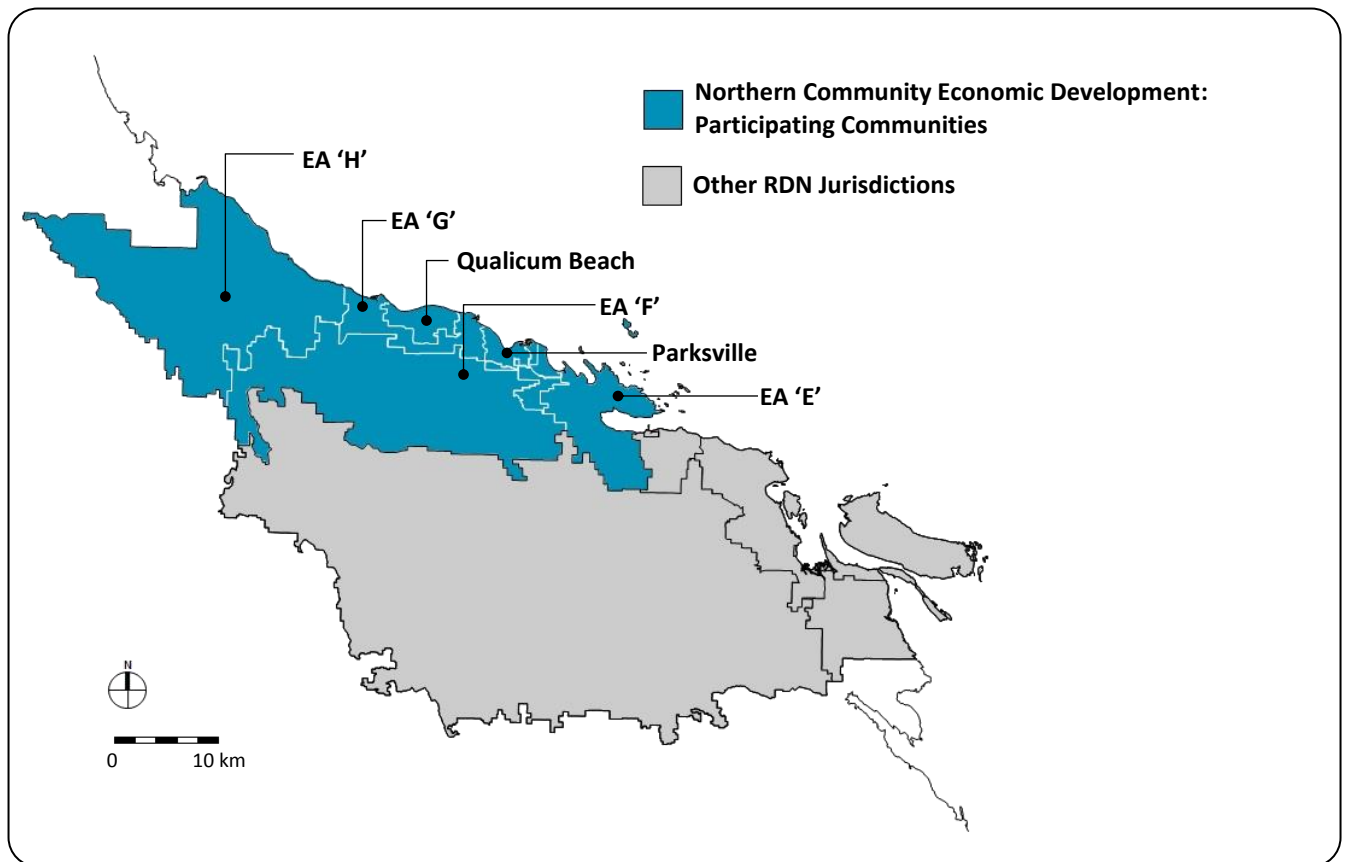 Northern Community Economic Development:
Participating Communities
EA ‘H’
Other RDN Jurisdictions
EA ‘G’
Qualicum Beach
EA ‘F’
Parksville
EA ‘E’
N
0 10 km